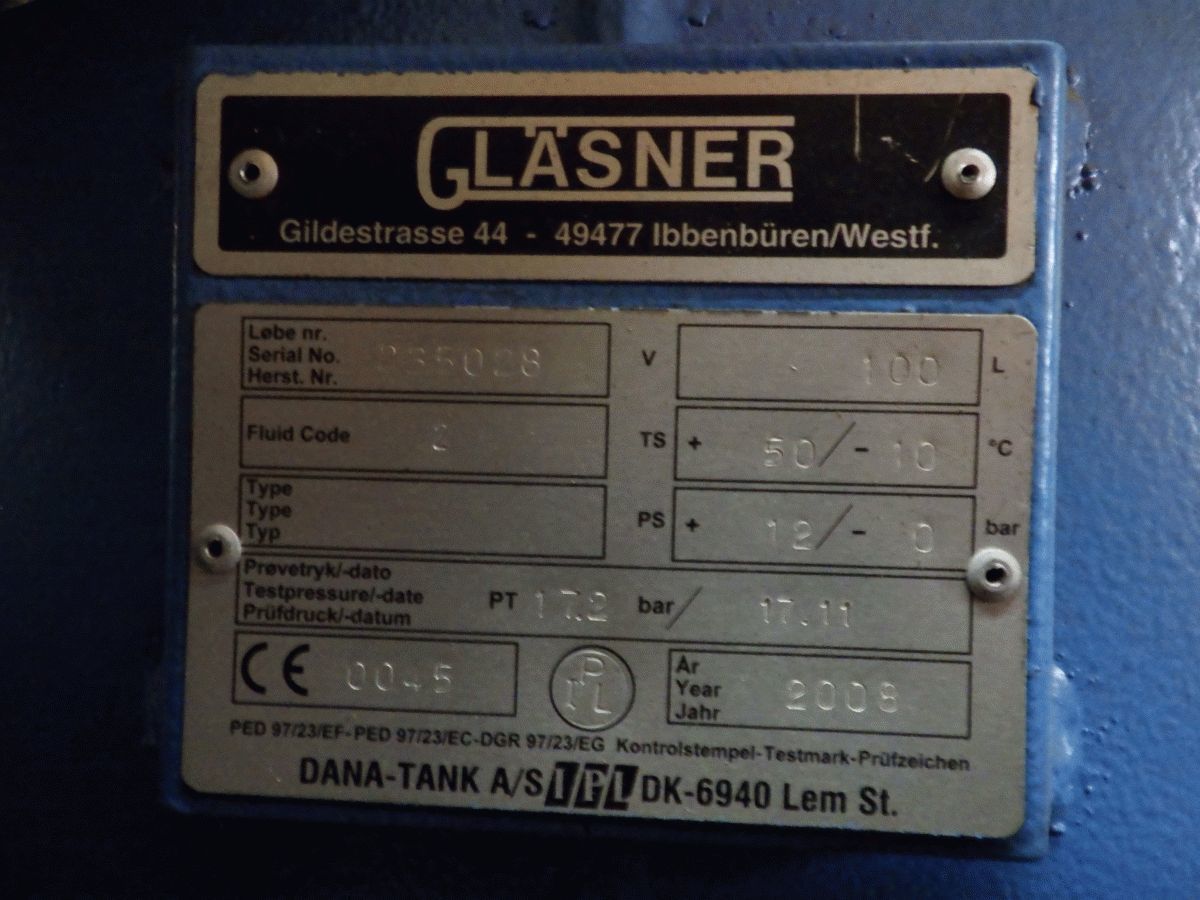 GLÄSNER
Gildestrasse 44 - 49477 Ibbenbüren/Westf.
Løbe nr.
Serial No. 235028
Herst. Nr.
V 100 L
Fluid Code 2
TS + 50/-10 °C
Type
Type
Typ
PS + 12/-0 bar
Prøvetryk/-dato
Testpressure/-date PT 17.2 bar/ 17.11
Prüfdruck/-datum
CE 0045
IPL
År
Year 2008
Jahr
PED 97/23/EF-PED 97/23/EC-DGR 97/23/EG Kontrolstempel-Testmark-Prüfzeichen
DANA-TANK A/S IPL DK-6940 Lem St.